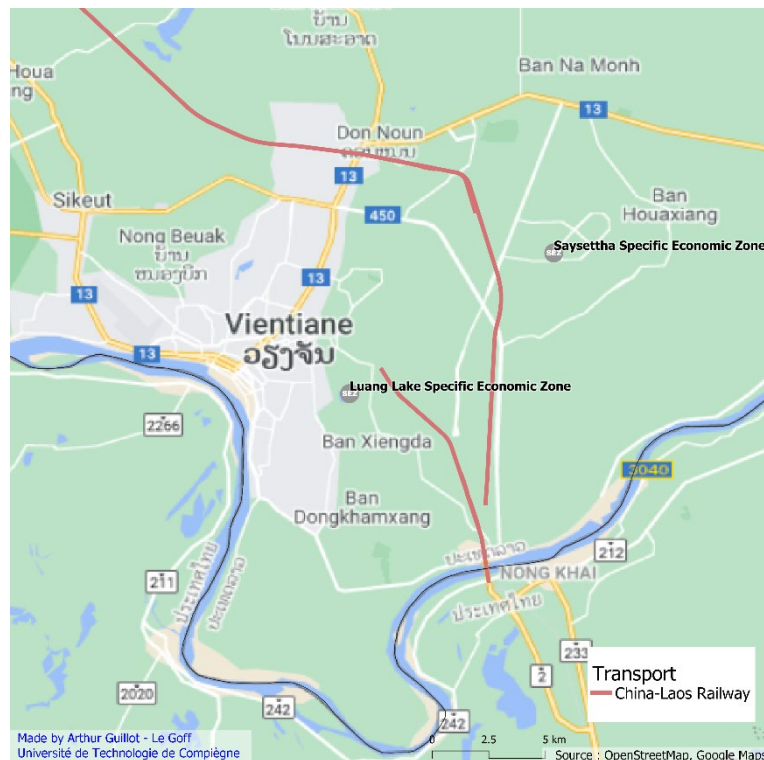 ບ້ານ
ໂນນສະອາດ
Houa
ng
Ban Na Monh
13
Don Noun
ດອນໜູນ
13
Sikeut
450
Ban
Houaxiang
Nong Beuak
ບ້ານ
ໜອງບຶກ
Saysettha Specific Economic Zone
SEZ
13
13
Vientiane
ວຽງຈັນ
13
Luang Lake Specific Economic Zone
SEZ
2266
Ban Xiengda
3040
Ban
Dongkhamxang
ປະເທດລາວ
212
NONG KHAI
ประเทศไทย
211
ประเทศไทย
ປະເທດລາວ
233
2
Transport
China-Laos Railway
2020
242
242
Made by Arthur Guillot - Le Goff
Université de Technologie de Compiègne
0 2.5 5 km
Source : OpenStreetMap, Google Maps